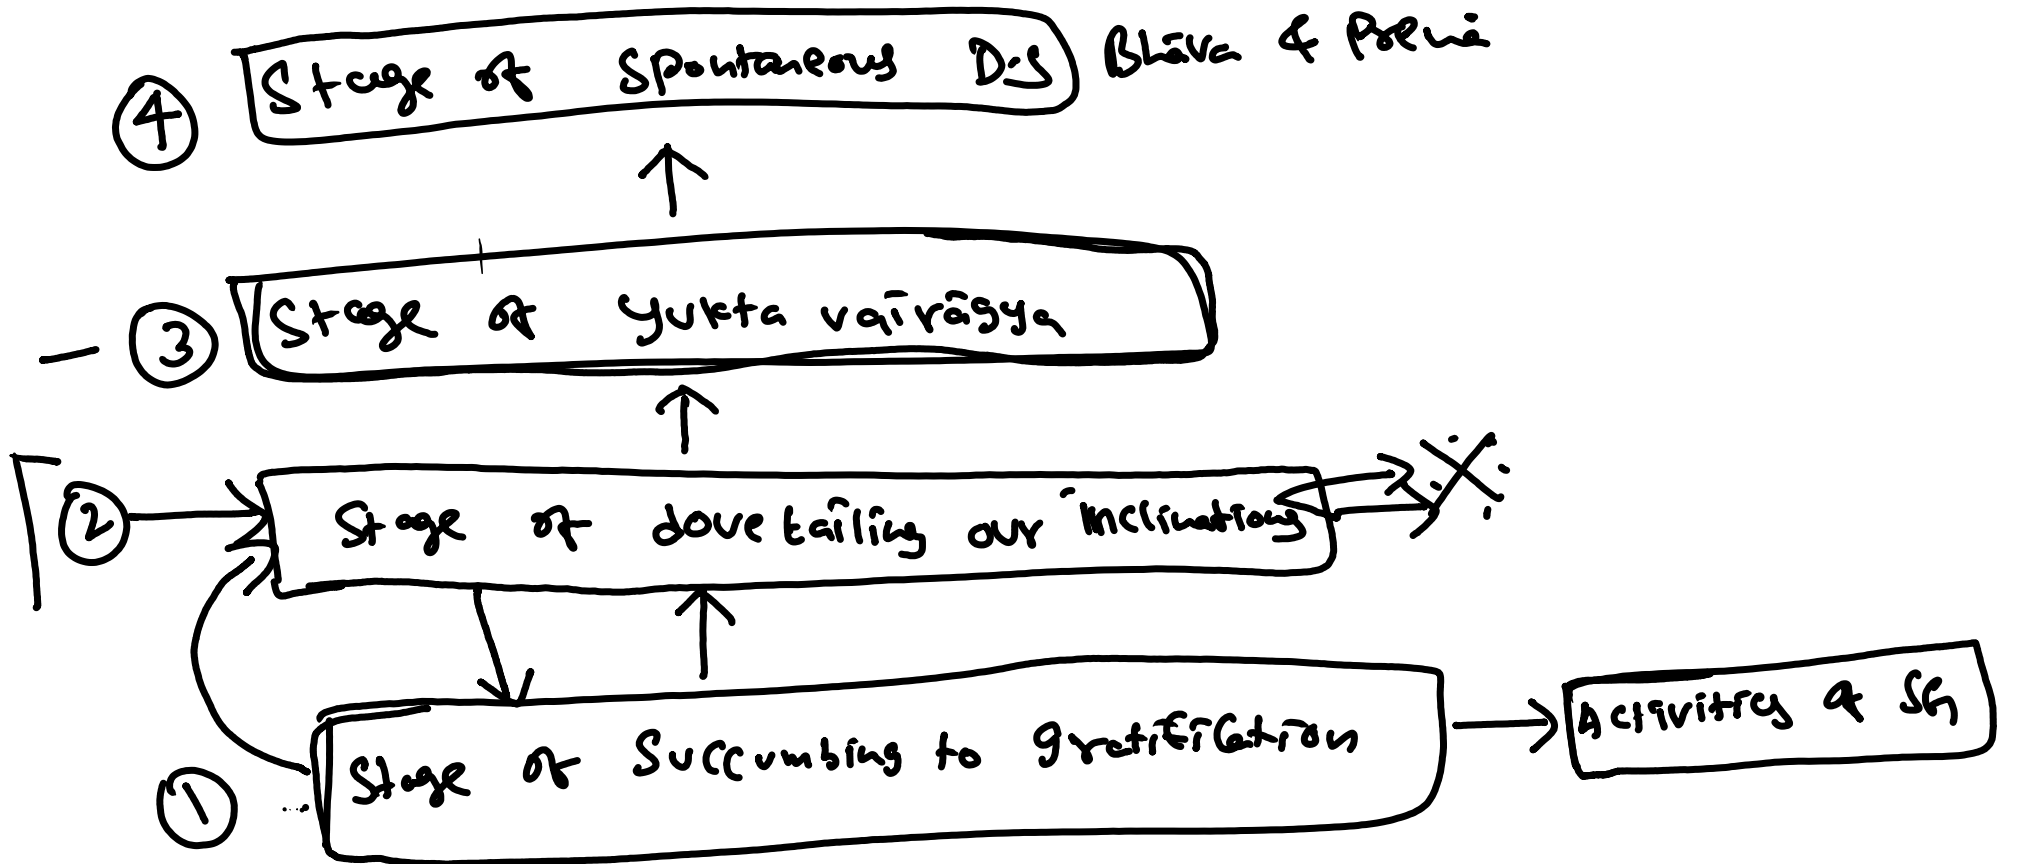 ④ Stage of Spontaneous D.S Bhāva & Prema
③ Stage of Yukta vairāgya
② Stage of dovetailing our inclinations
① Stage of Succumbing to gratification
Activities of SG